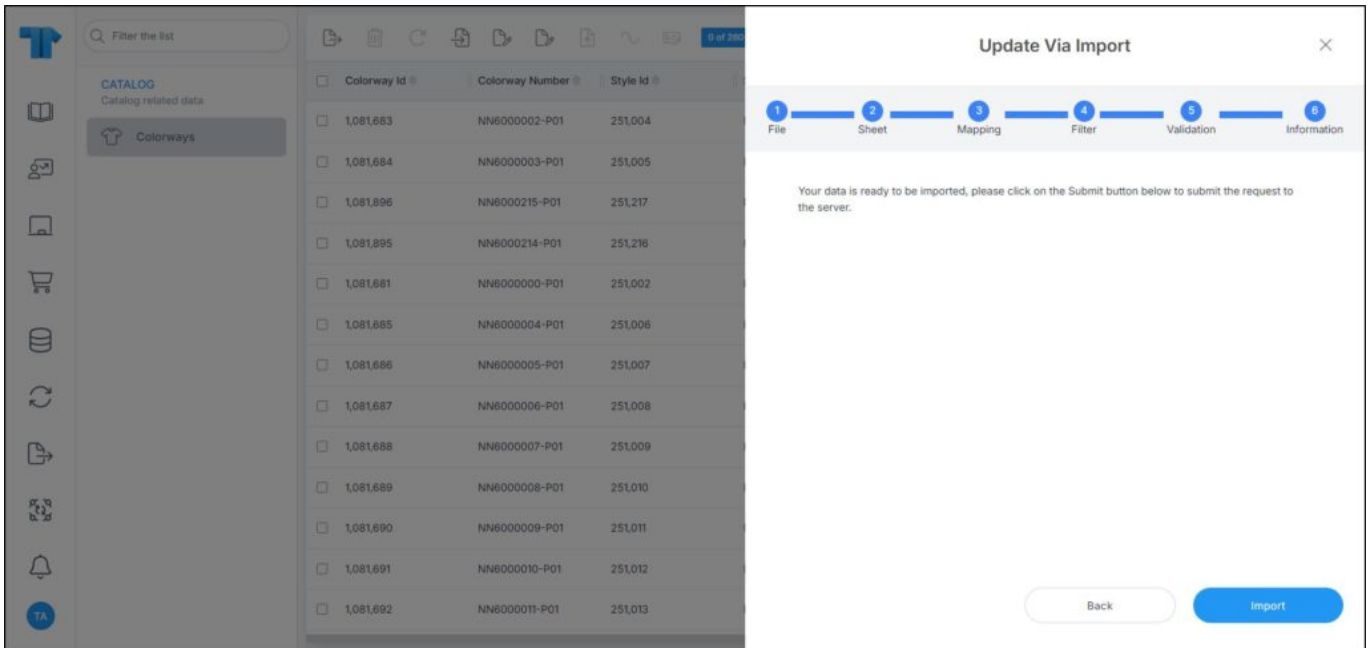 Filter the list
CATALOG
Catalog related data
Colorways
0 of 260
Colorway Id Colorway Number Style Id
1,081,683 NN6000002-P01 251,004
1,081,684 NN6000003-P01 251,005
1,081,896 NN6000215-P01 251,217
1,081,895 NN6000214-P01 251,216
1,081,681 NN6000000-P01 251,002
1,081,685 NN6000004-P01 251,006
1,081,686 NN6000005-P01 251,007
1,081,687 NN6000006-P01 251,008
1,081,688 NN6000007-P01 251,009
1,081,689 NN6000008-P01 251,010
1,081,690 NN6000009-P01 251,011
1,081,691 NN6000010-P01 251,012
1,081,692 NN6000011-P01 251,013
TA
Update Via Import
1 2 3 4 5 6
File Sheet Mapping Filter Validation Information
Your data is ready to be imported, please click on the Submit button below to submit the request to
the server.
Back Import